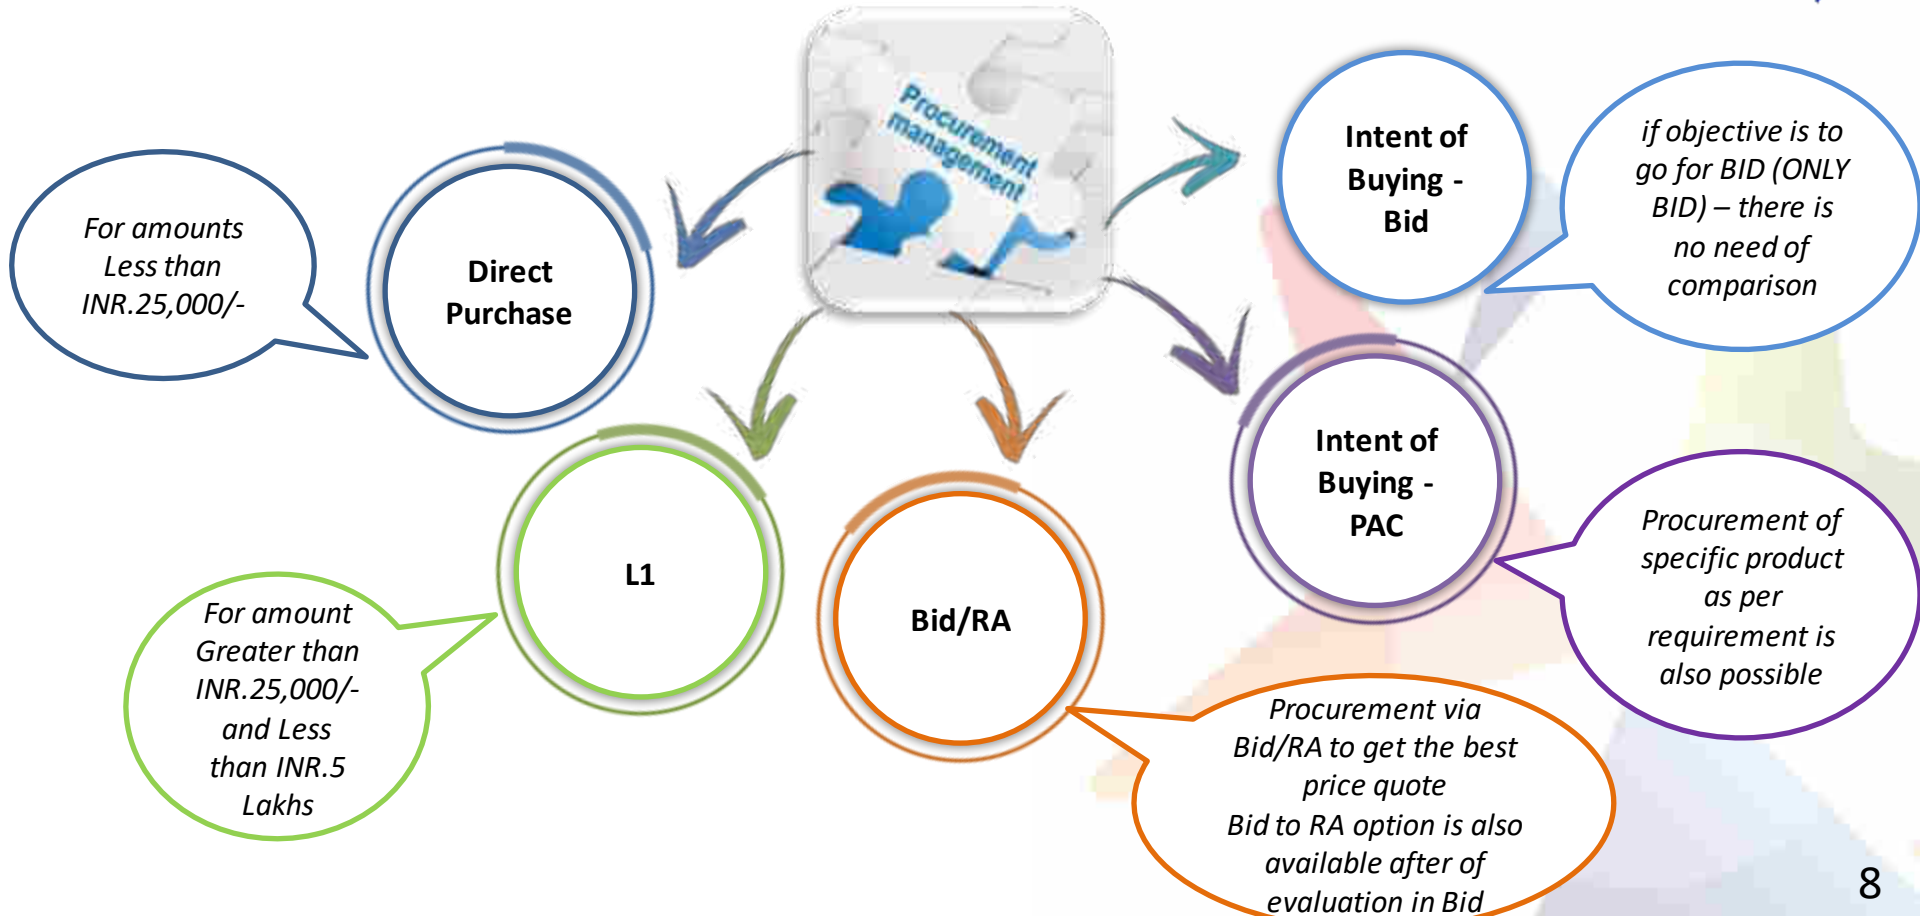 Procurement
management
For amounts
Less than
INR.25,000/-
Direct
Purchase
Intent of
Buying -
Bid
if objective is to
go for BID (ONLY
BID) – there is
no need of
comparison
Intent of
Buying -
PAC
Procurement of
specific product
as per
requirement is
also possible
L1
For amount
Greater than
INR.25,000/-
and Less
than INR.5
Lakhs
Bid/RA
Procurement via
Bid/RA to get the best
price quote
Bid to RA option is also
available after of
evaluation in Bid
8